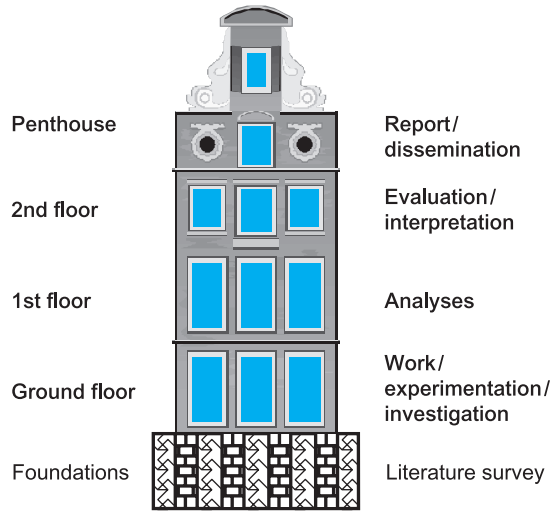 Penthouse
Report/
dissemination
2nd floor
Evaluation/
interpretation
1st floor
Analyses
Ground floor
Work/
experimentation/
investigation
Foundations
Literature survey